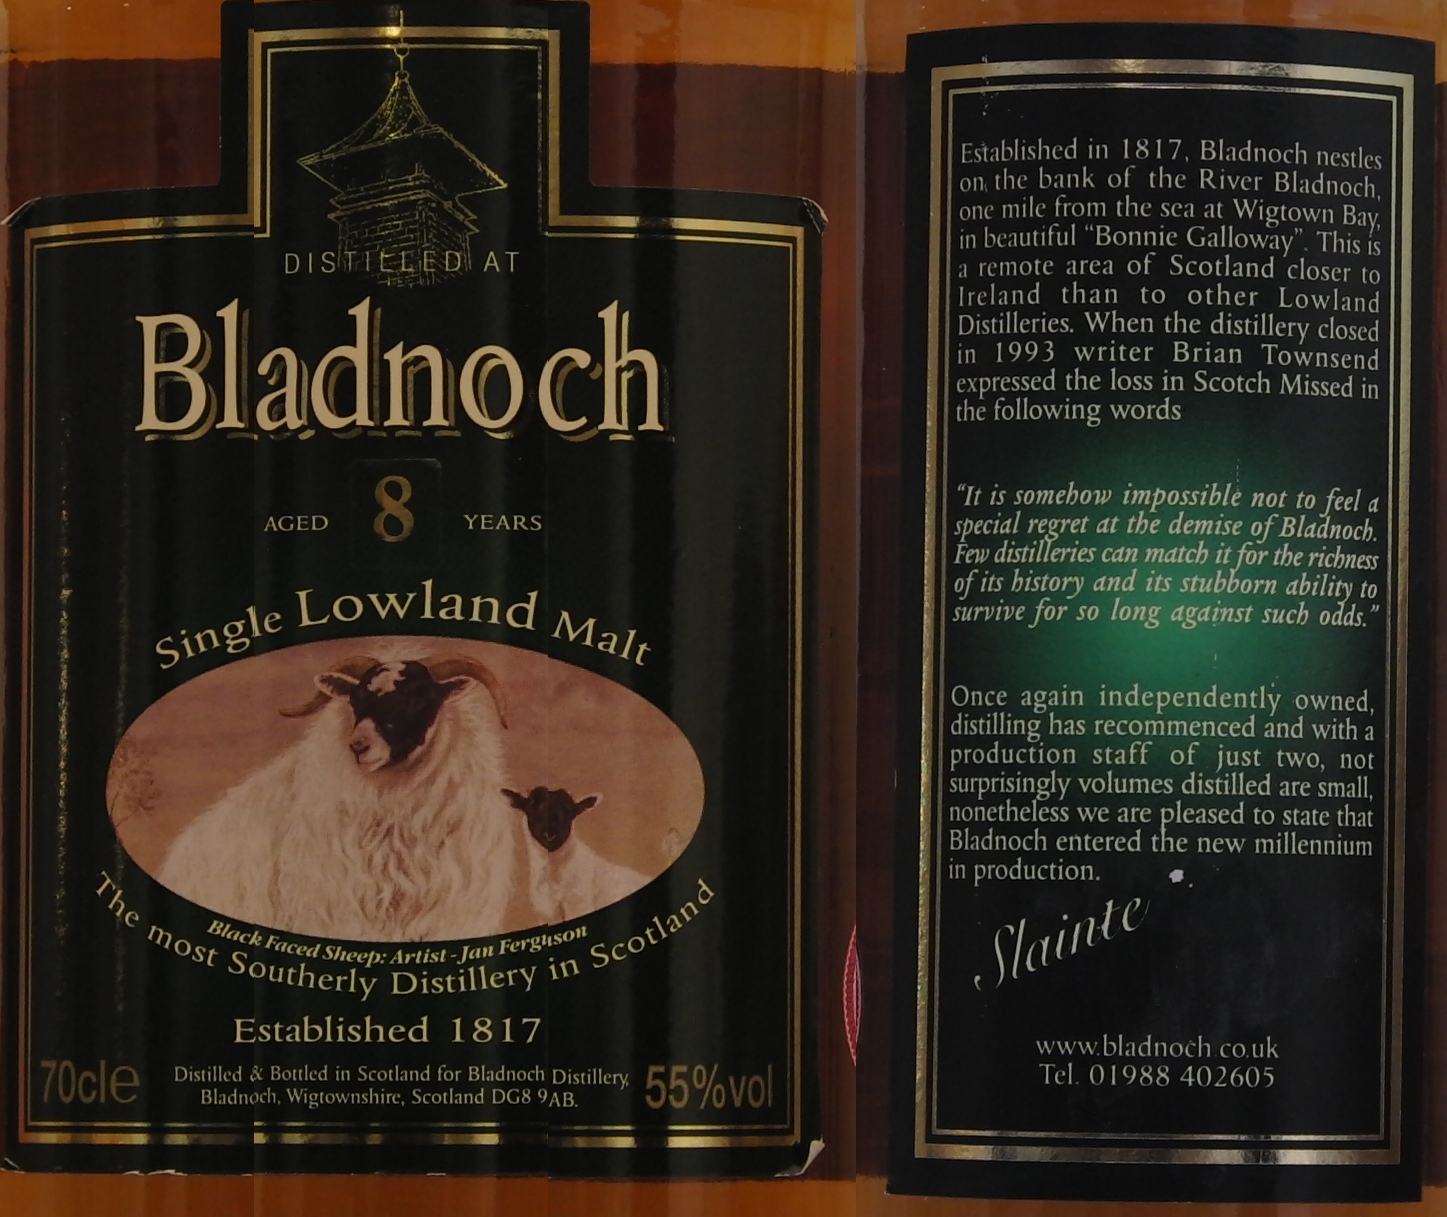 DISTILLED AT
Bladnoch
AGED 8 YEARS
Single Lowland Malt
Black Faced Sheep: Artist - Jan Ferguson
The most Southerly Distillery in Scotland
Established 1817
70cl e
Distilled & Bottled in Scotland for Bladnoch Distillery,
Bladnoch, Wigtownshire, Scotland DG8 9AB.
55%vol
Established in 1817, Bladnoch nestles
on the bank of the River Bladnoch,
one mile from the sea at Wigtown Bay,
in beautiful “Bonnie Galloway”. This is
a remote area of Scotland closer to
Ireland than to other Lowland
Distilleries. When the distillery closed
in 1993 writer Brian Townsend
expressed the loss in Scotch Missed in
the following words
“It is somehow impossible not to feel a
special regret at the demise of Bladnoch.
Few distilleries can match it for the richness
of its history and its stubborn ability to
survive for so long against such odds.”
Once again independently owned,
distilling has recommenced and with a
production staff of just two, not
surprisingly volumes distilled are small,
nonetheless we are pleased to state that
Bladnoch entered the new millennium
in production.
Slainte
www.bladnoch.co.uk
Tel. 01988 402605